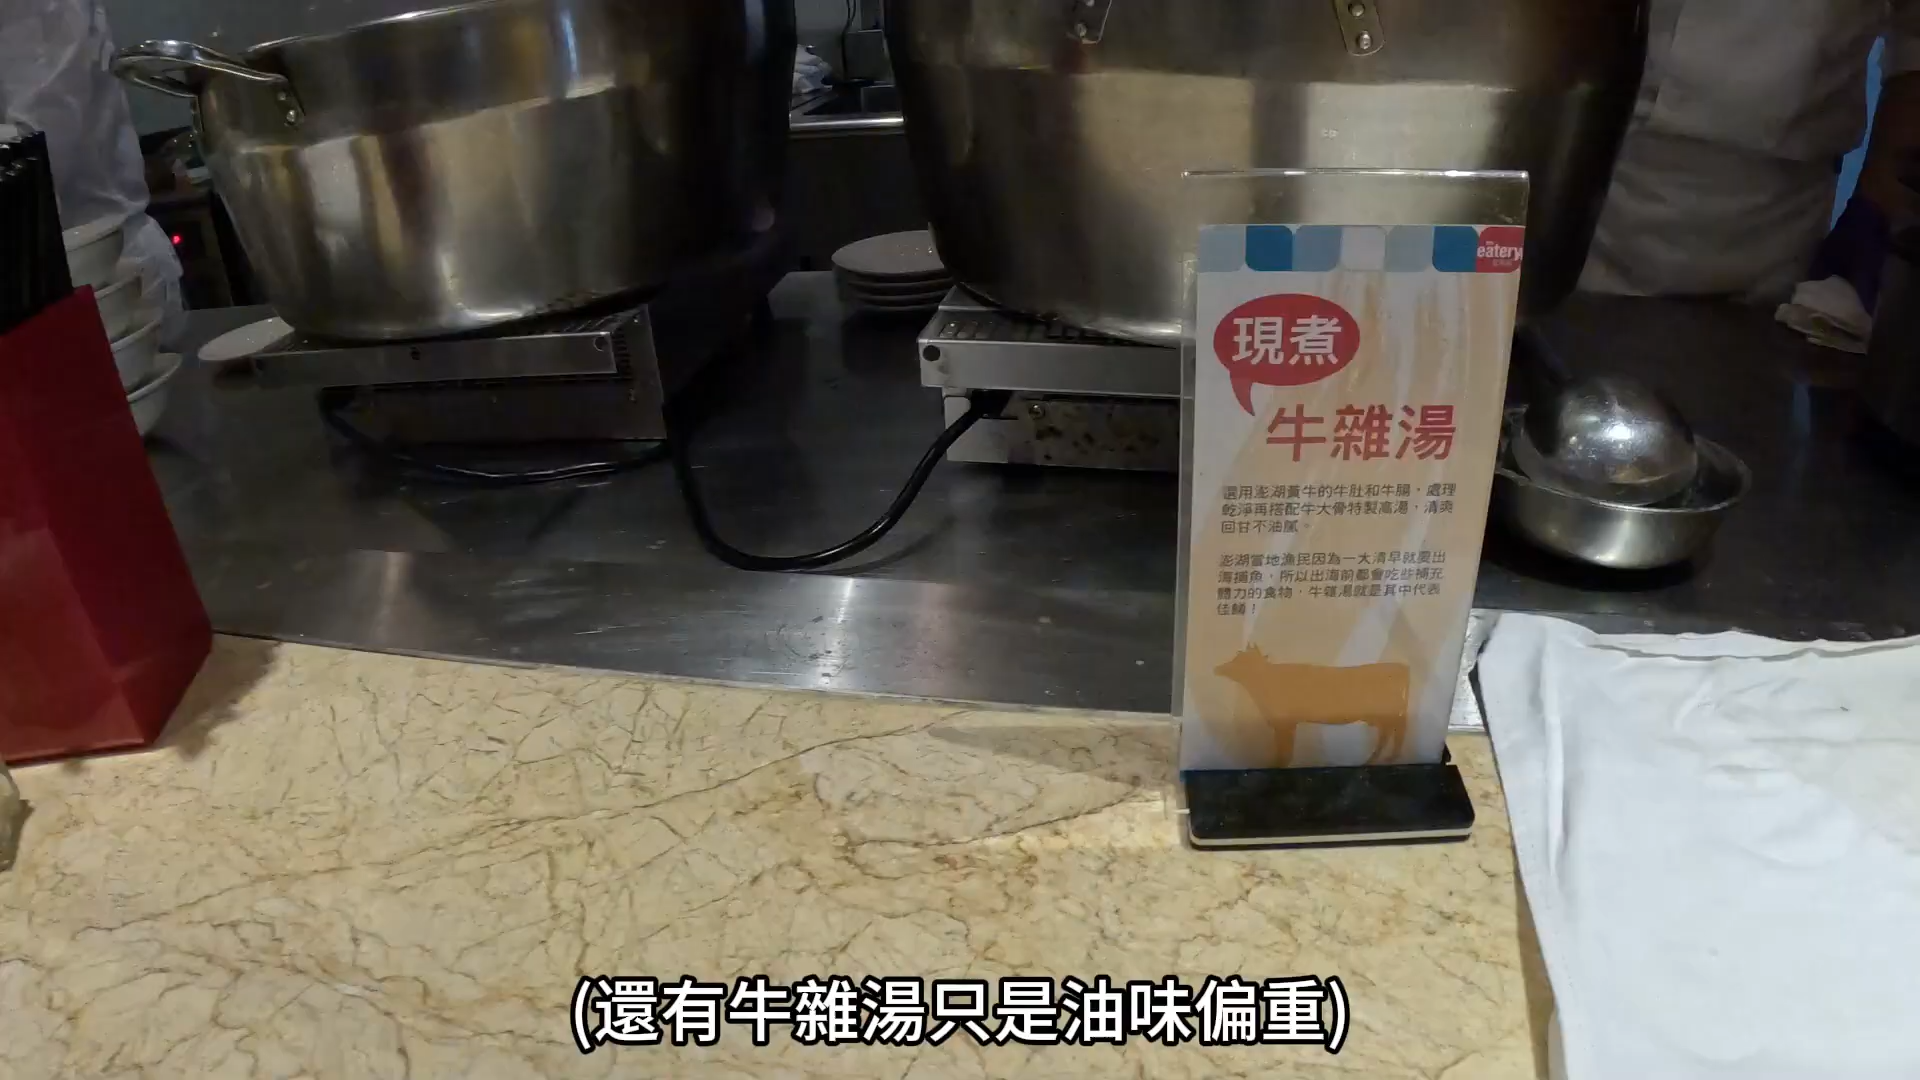 eatery
現煮
牛雜湯
選用澎湖黃牛的牛肚和牛腸，處理
乾淨再搭配牛大骨特製高湯，清爽
回甘不油膩。
澎湖當地漁民因為一大清早就要出
海捕魚，所以出海前都會吃些補充
體力的食物，牛雜湯就是其中代表
佳餚！
(還有牛雜湯只是油味偏重)